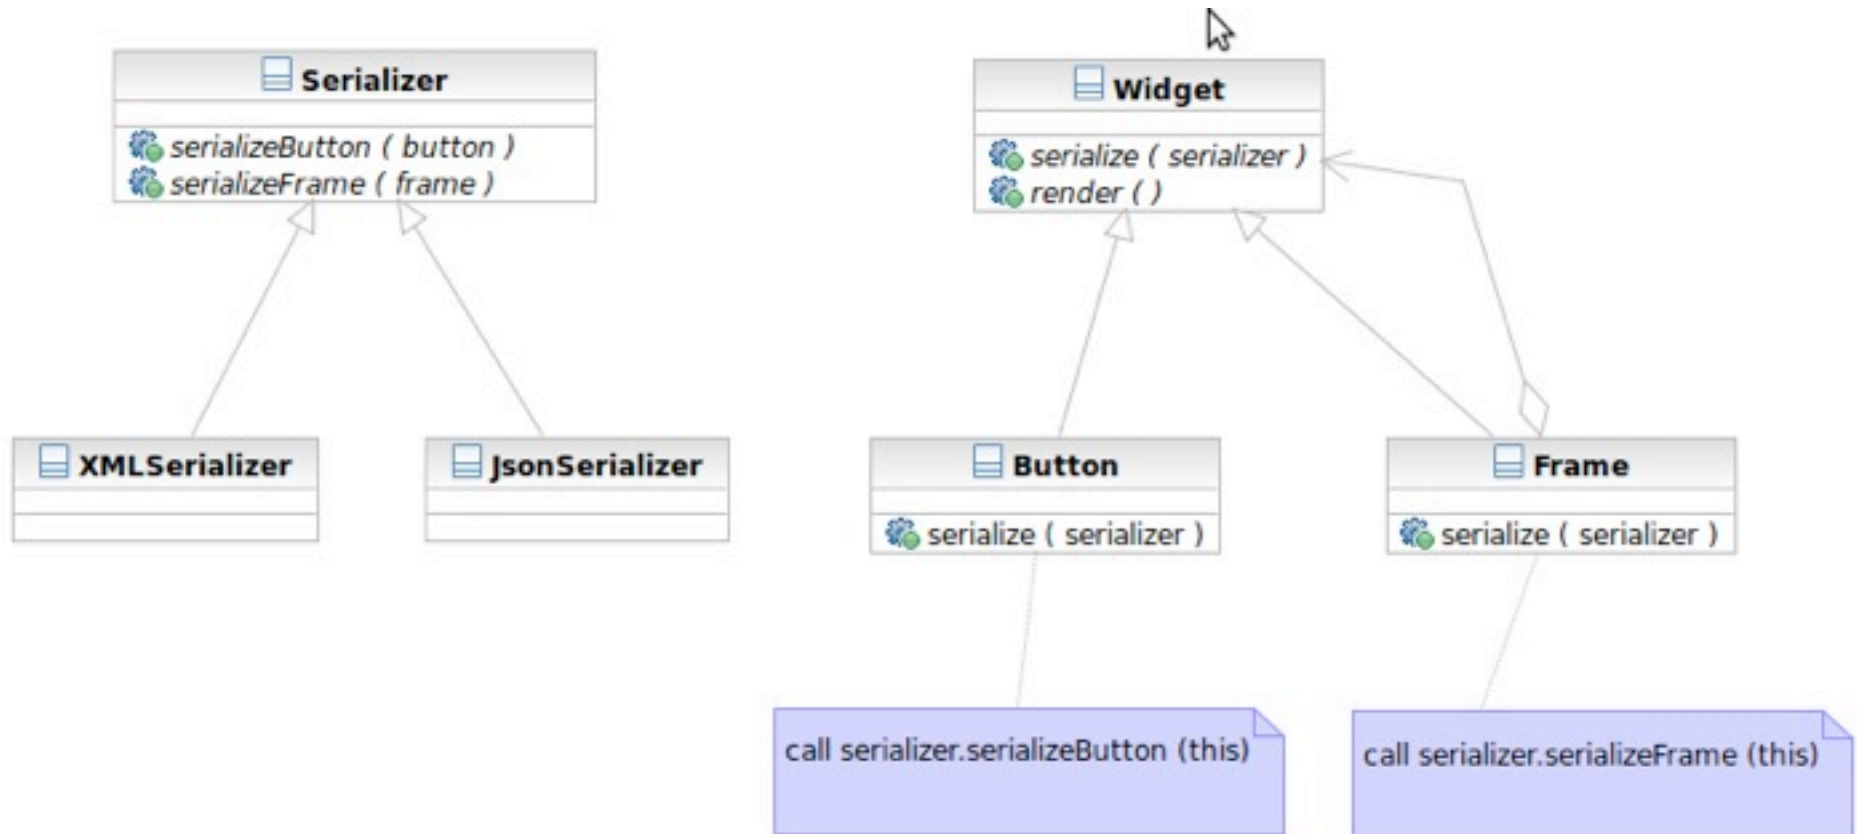 Serializer
serializeButton ( button )
serializeFrame ( frame )
Widget
serialize ( serializer )
render ( )
XMLSerializer
JsonSerializer
Button
serialize ( serializer )
Frame
serialize ( serializer )
call serializer.serializeButton (this)
call serializer.serializeFrame (this)